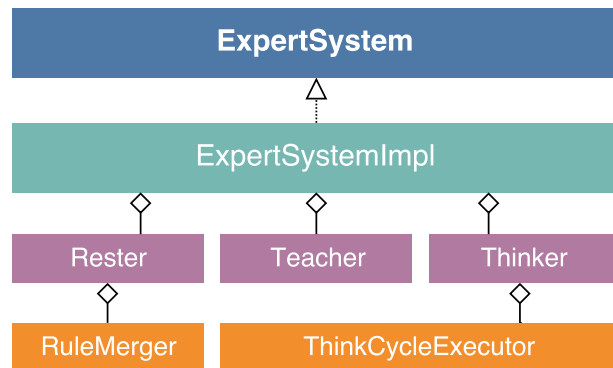 ExpertSystem
ExpertSystemImpl
Rester
Teacher
Thinker
RuleMerger
ThinkCycleExecutor